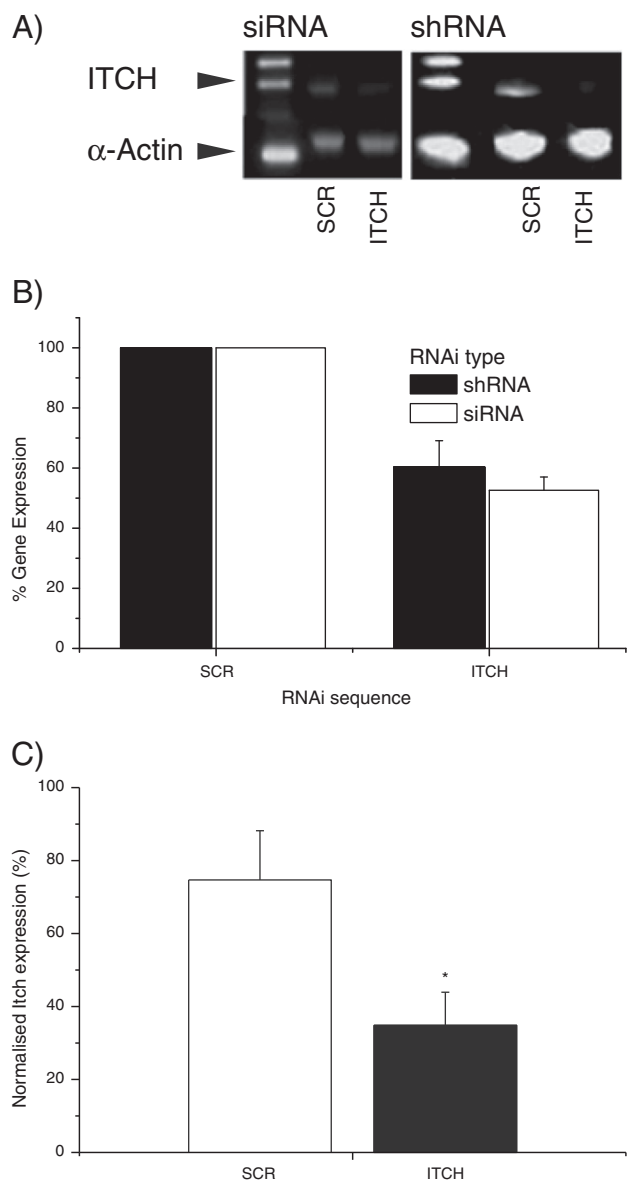 A)
siRNA shRNA
ITCH
α-Actin
SCR ITCH SCR ITCH
B)
100
80
60
40
20
0
% Gene Expression
RNAi type
shRNA
siRNA
SCR ITCH
RNAi sequence
C)
100
80
60
40
20
0
Normalised Itch expression (%)
*
SCR ITCH